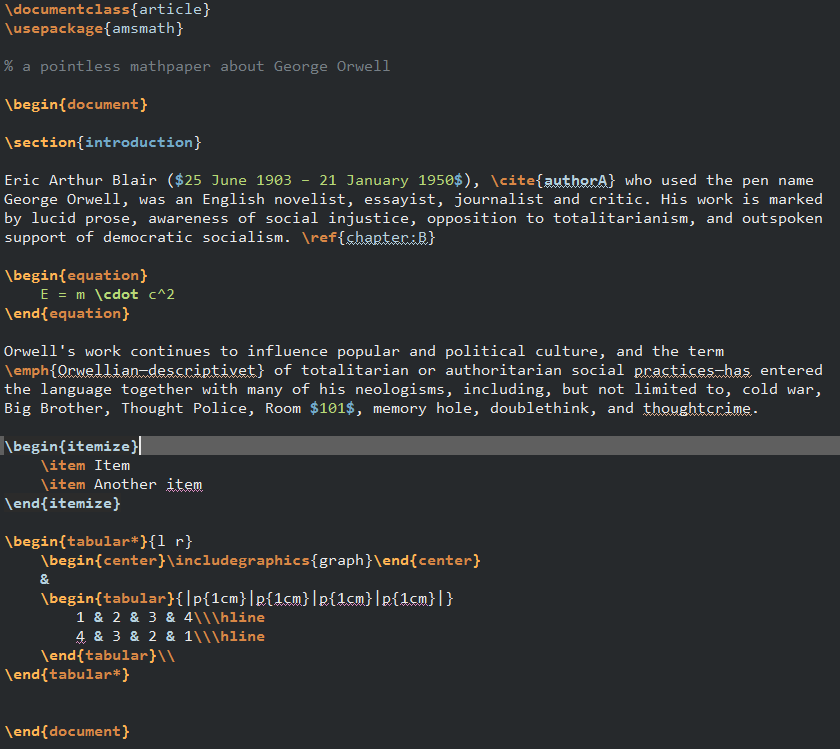 \documentclass{article}
\usepackage{amsmath}
% a pointless mathpaper about George Orwell
\begin{document}
\section{introduction}
Eric Arthur Blair ($25 June 1903 – 21 January 1950$), \cite{authorA} who used the pen name
George Orwell, was an English novelist, essayist, journalist and critic. His work is marked
by lucid prose, awareness of social injustice, opposition to totalitarianism, and outspoken
support of democratic socialism. \ref{chapter:B}
\begin{equation}
    E = m \cdot c^2
\end{equation}
Orwell's work continues to influence popular and political culture, and the term
\emph{Orwellian—descriptivet} of totalitarian or authoritarian social practices—has entered
the language together with many of his neologisms, including, but not limited to, cold war,
Big Brother, Thought Police, Room $101$, memory hole, doublethink, and thoughtcrime.
\begin{itemize}
    \item Item
    \item Another item
\end{itemize}
\begin{tabular*}{l r}
    \begin{center}\includegraphics{graph}\end{center}
    &
    \begin{tabular}{|p{1cm}|p{1cm}|p{1cm}|p{1cm}|}
        1 & 2 & 3 & 4\\\hline
        4 & 3 & 2 & 1\\\hline
    \end{tabular}\\
\end{tabular*}
\end{document}